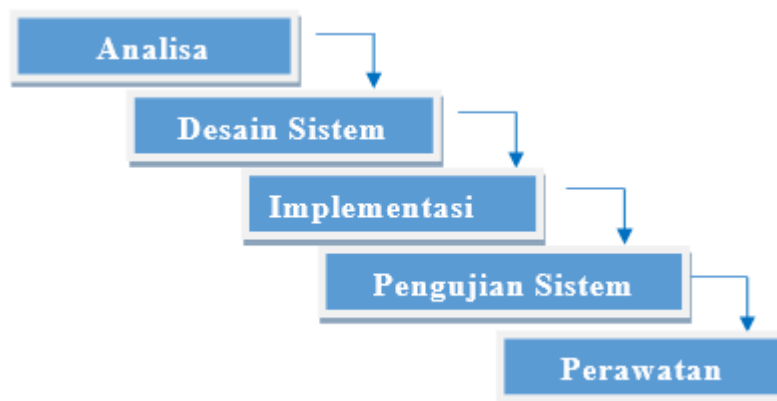 Analisa
Desain Sistem
Implementasi
Pengujian Sistem
Perawatan